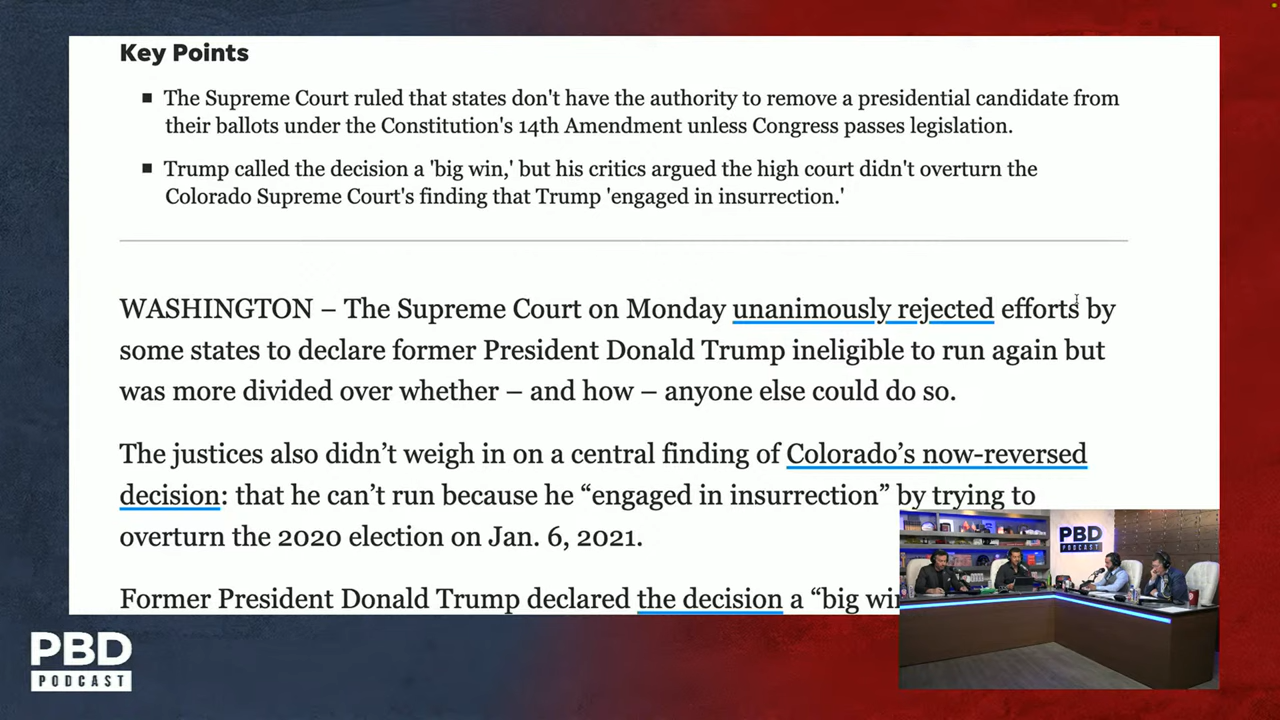 Key Points
▪ The Supreme Court ruled that states don't have the authority to remove a presidential candidate from
their ballots under the Constitution's 14th Amendment unless Congress passes legislation.
▪ Trump called the decision a 'big win,' but his critics argued the high court didn't overturn the
Colorado Supreme Court's finding that Trump 'engaged in insurrection.'
WASHINGTON – The Supreme Court on Monday unanimously rejected efforts by
some states to declare former President Donald Trump ineligible to run again but
was more divided over whether – and how – anyone else could do so.
The justices also didn’t weigh in on a central finding of Colorado’s now-reversed
decision: that he can’t run because he “engaged in insurrection” by trying to
overturn the 2020 election on Jan. 6, 2021.
Former President Donald Trump declared the decision a “big
PBD
PODCAST
PBD
PODCAST